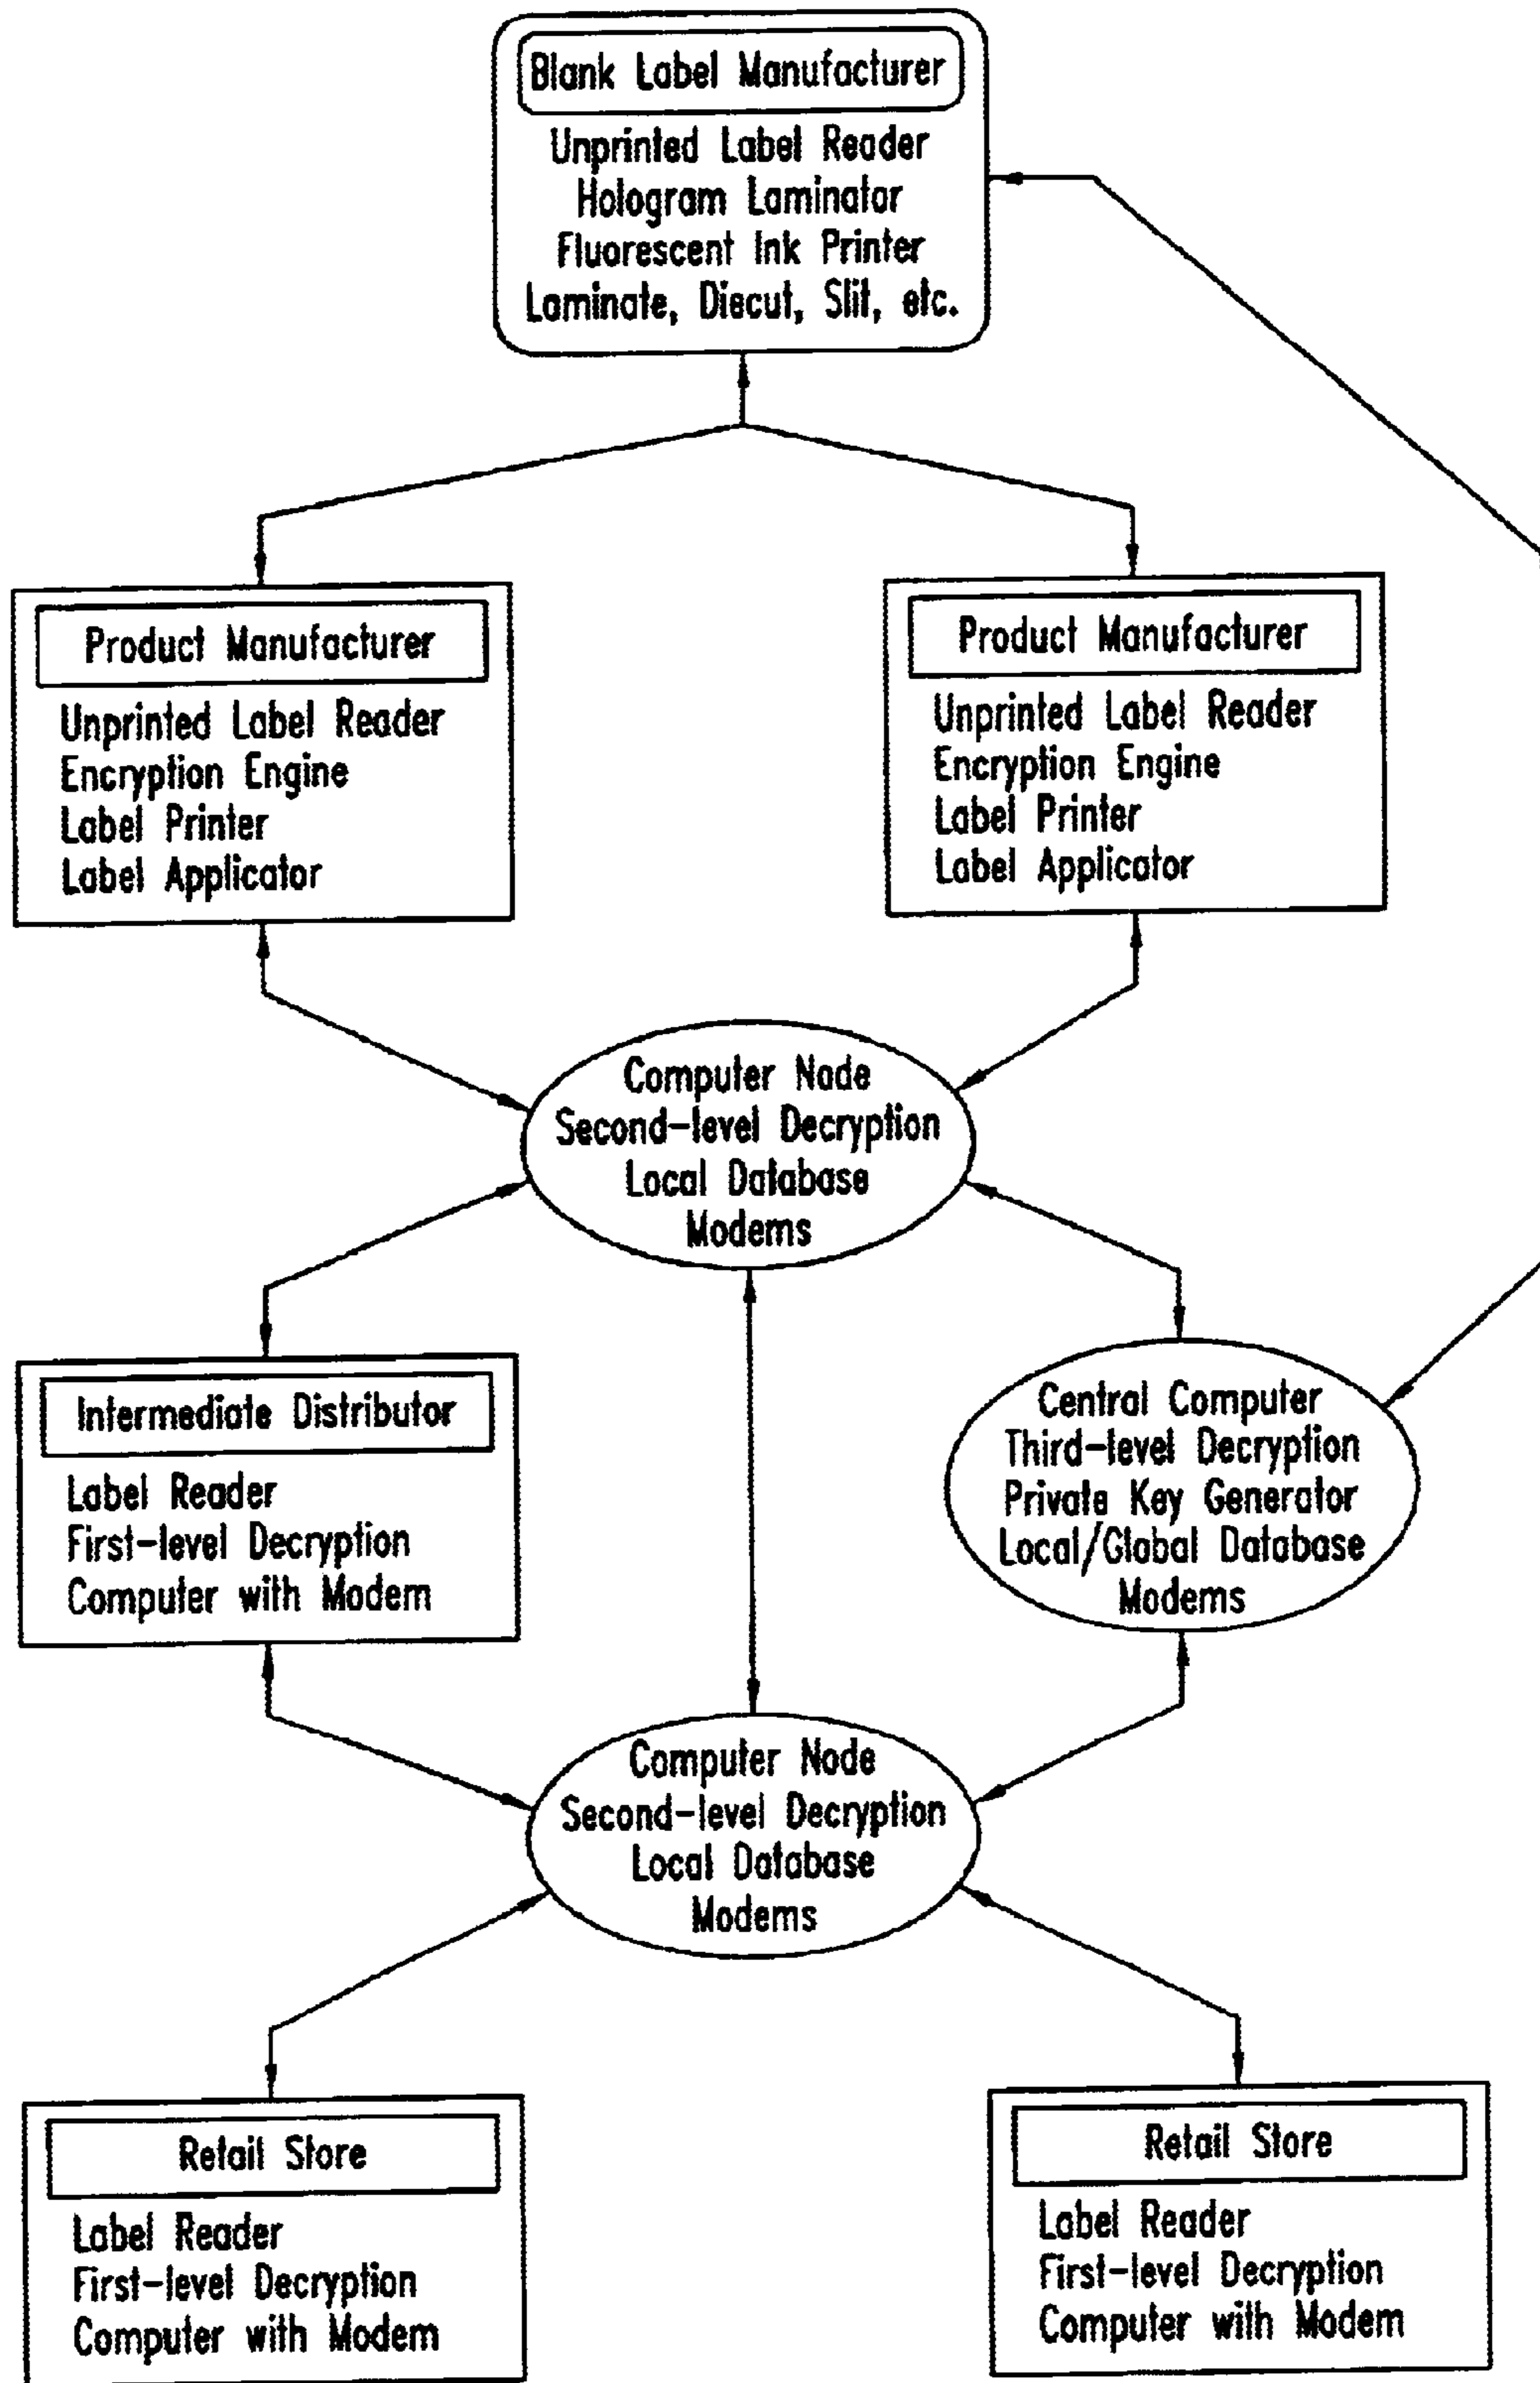 Blank Label Manufacturer
Unprinted Label Reader
Hologram Laminator
Fluorescent Ink Printer
Laminate, Diecut, Slit, etc.
Product Manufacturer
Unprinted Label Reader
Encryption Engine
Label Printer
Label Applicator
Product Manufacturer
Unprinted Label Reader
Encryption Engine
Label Printer
Label Applicator
Computer Node
Second-level Decryption
Local Database
Modems
Intermediate Distributor
Label Reader
First-level Decryption
Computer with Modem
Central Computer
Third-level Decryption
Private Key Generator
Local/Global Database
Modems
Computer Node
Second-level Decryption
Local Database
Modems
Retail Store
Label Reader
First-level Decryption
Computer with Modem
Retail Store
Label Reader
First-level Decryption
Computer with Modem